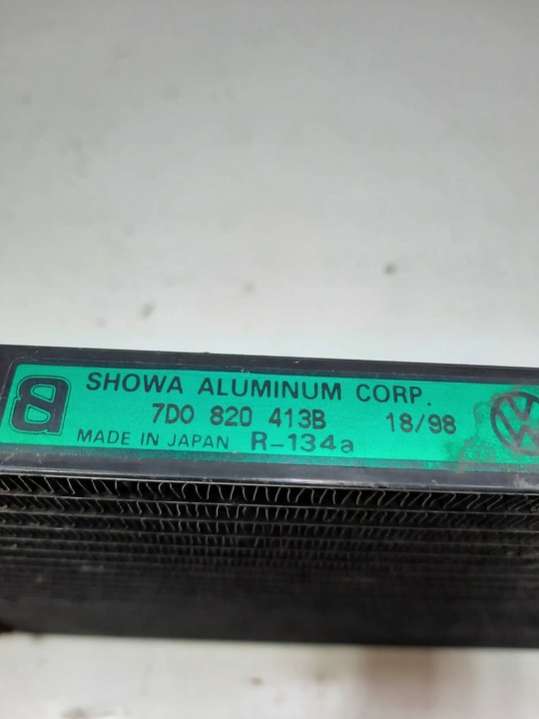 SHOWA ALUMINUM CORP.
7D0 820 413B 18/98
MADE IN JAPAN R-134a